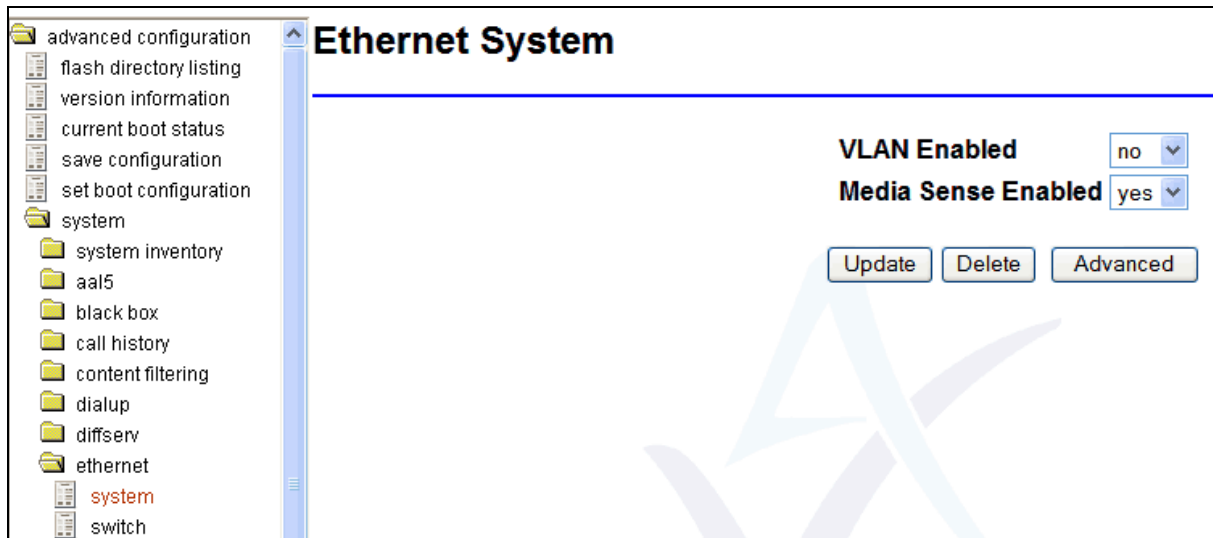 advanced configuration
flash directory listing
version information
current boot status
save configuration
set boot configuration
system
system inventory
aal5
black box
call history
content filtering
dialup
diffserv
ethernet
system
switch
Ethernet System
VLAN Enabled no
Media Sense Enabled yes
Update Delete Advanced